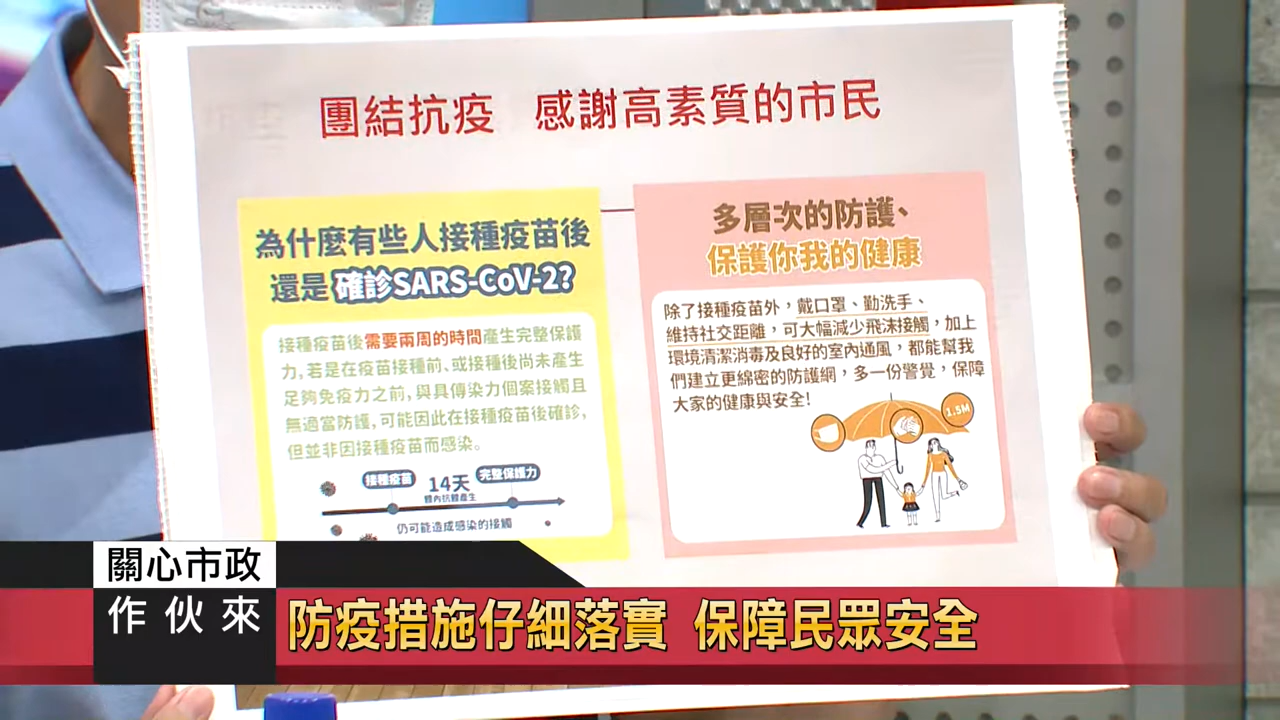 團結抗疫 感謝高素質的市民
為什麼有些人接種疫苗後
還是確診SARS-CoV-2?
接種疫苗後需要兩周的時間產生完整保護
力,若是在疫苗接種前、或接種後尚未產生
足夠免疫力之前,與具傳染力個案接觸且
無適當防護,可能因此在接種疫苗後確診,
但並非因接種疫苗而感染。
接種疫苗 14天 完整保護力
體內抗體產生
仍可能造成感染的接觸
多層次的防護、
保護你我的健康
除了接種疫苗外,戴口罩、勤洗手、
維持社交距離,可大幅減少飛沫接觸,加上
環境清潔消毒及良好的室內通風,都能幫我
們建立更綿密的防護網,多一份警覺,保障
大家的健康與安全!
1.5M
關心市政
作伙來
防疫措施仔細落實 保障民眾安全